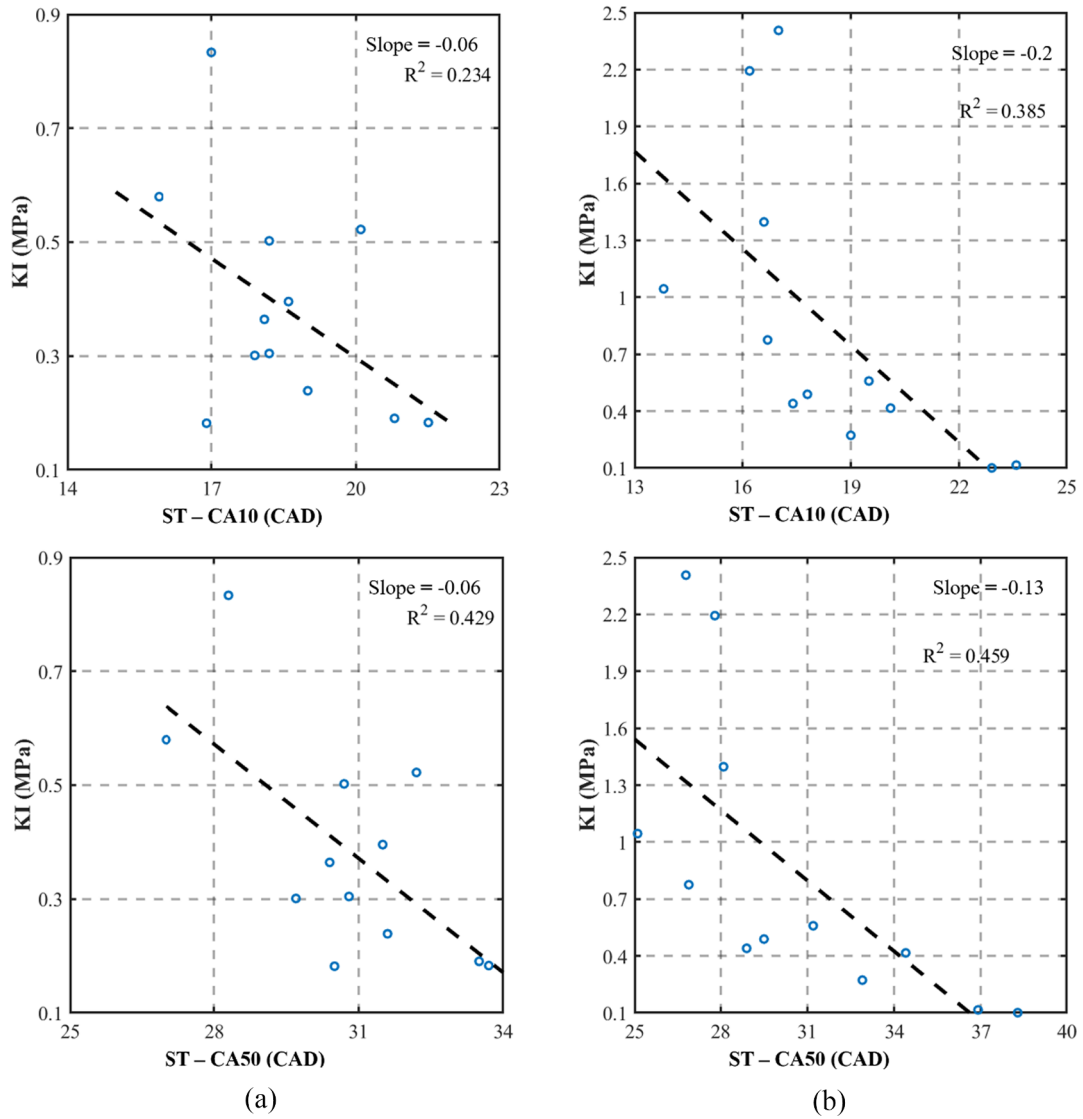 0.9
0.7
0.5
0.3
0.1
KI (MPa)
Slope = -0.06
R² = 0.234
14 17 20 23
ST – CA10 (CAD)
2.5
2.2
1.9
1.6
1.3
1
0.7
0.4
0.1
KI (MPa)
Slope = -0.2
R² = 0.385
13 16 19 22 25
ST – CA10 (CAD)
0.9
0.7
0.5
0.3
0.1
KI (MPa)
Slope = -0.06
R² = 0.429
25 28 31 34
ST – CA50 (CAD)
(a)
2.5
2.2
1.9
1.6
1.3
1
0.7
0.4
0.1
KI (MPa)
Slope = -0.13
R² = 0.459
25 28 31 34 37 40
ST – CA50 (CAD)
(b)